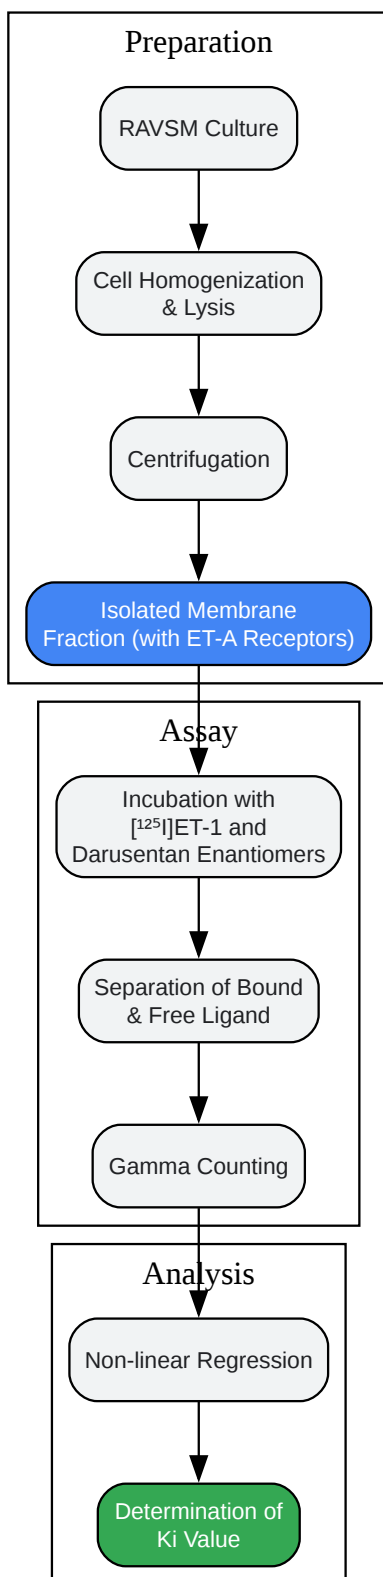 Preparation
RAVSM Culture
Cell Homogenization
& Lysis
Centrifugation
Isolated Membrane
Fraction (with ET-A Receptors)
Assay
Incubation with
[¹²⁵I]ET-1 and
Darusentan Enantiomers
Separation of Bound
& Free Ligand
Gamma Counting
Analysis
Non-linear Regression
Determination of
Ki Value